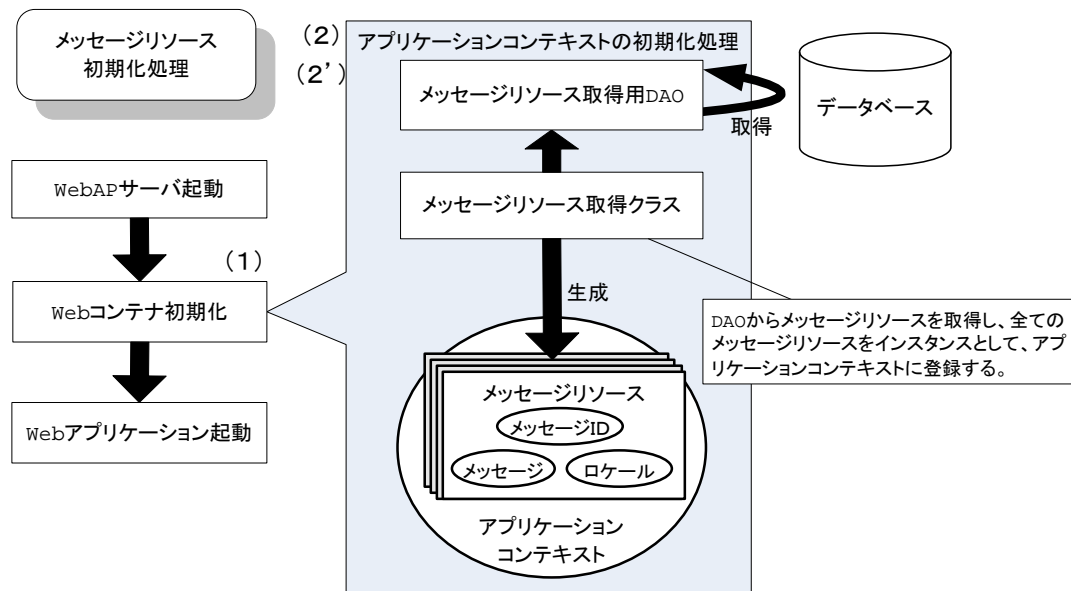 メッセージリソース
初期化処理
WebAPサーバ起動
(1)
Webコンテナ初期化
Webアプリケーション起動
(2)
(2')
アプリケーションコンテキストの初期化処理
メッセージリソース取得用DAO
取得
データベース
メッセージリソース取得クラス
生成
DAOからメッセージリソースを取得し、全ての
メッセージリソースをインスタンスとして、アプ
リケーションコンテキストに登録する。
メッセージリソース
メッセージID
メッセージ
ロケール
アプリケーション
コンテキスト